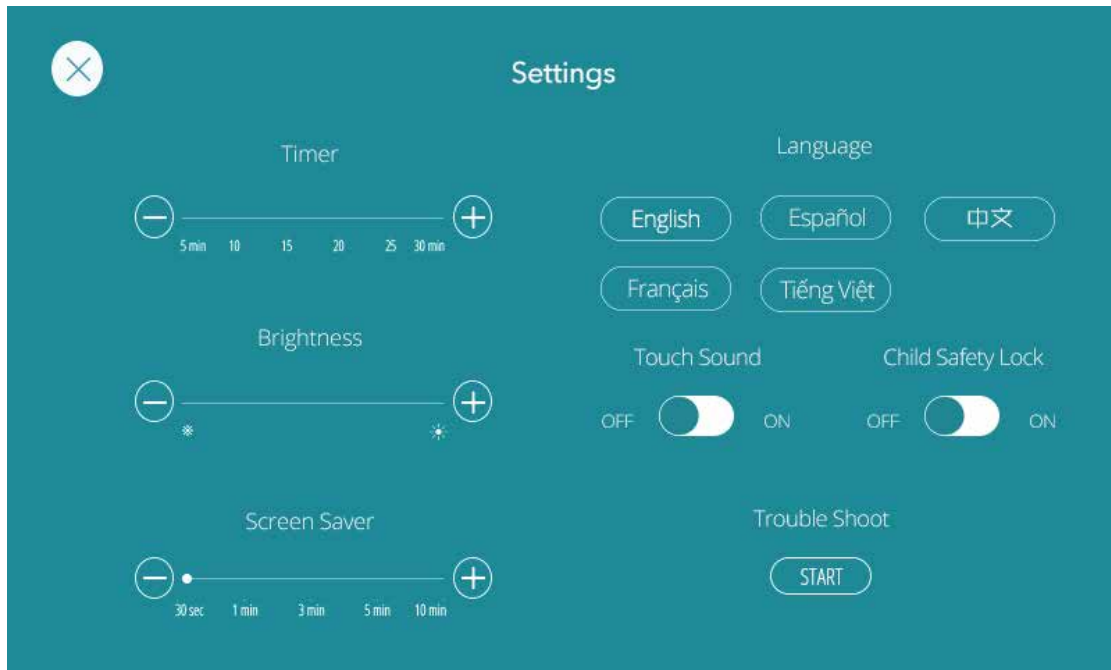 Settings
Timer
5 min 10 15 20 25 30 min
Brightness
Screen Saver
30 sec 1 min 3 min 5 min 10 min
Language
English Español 中文
Français Tiếng Việt
Touch Sound Child Safety Lock
OFF ON OFF ON
Trouble Shoot
START